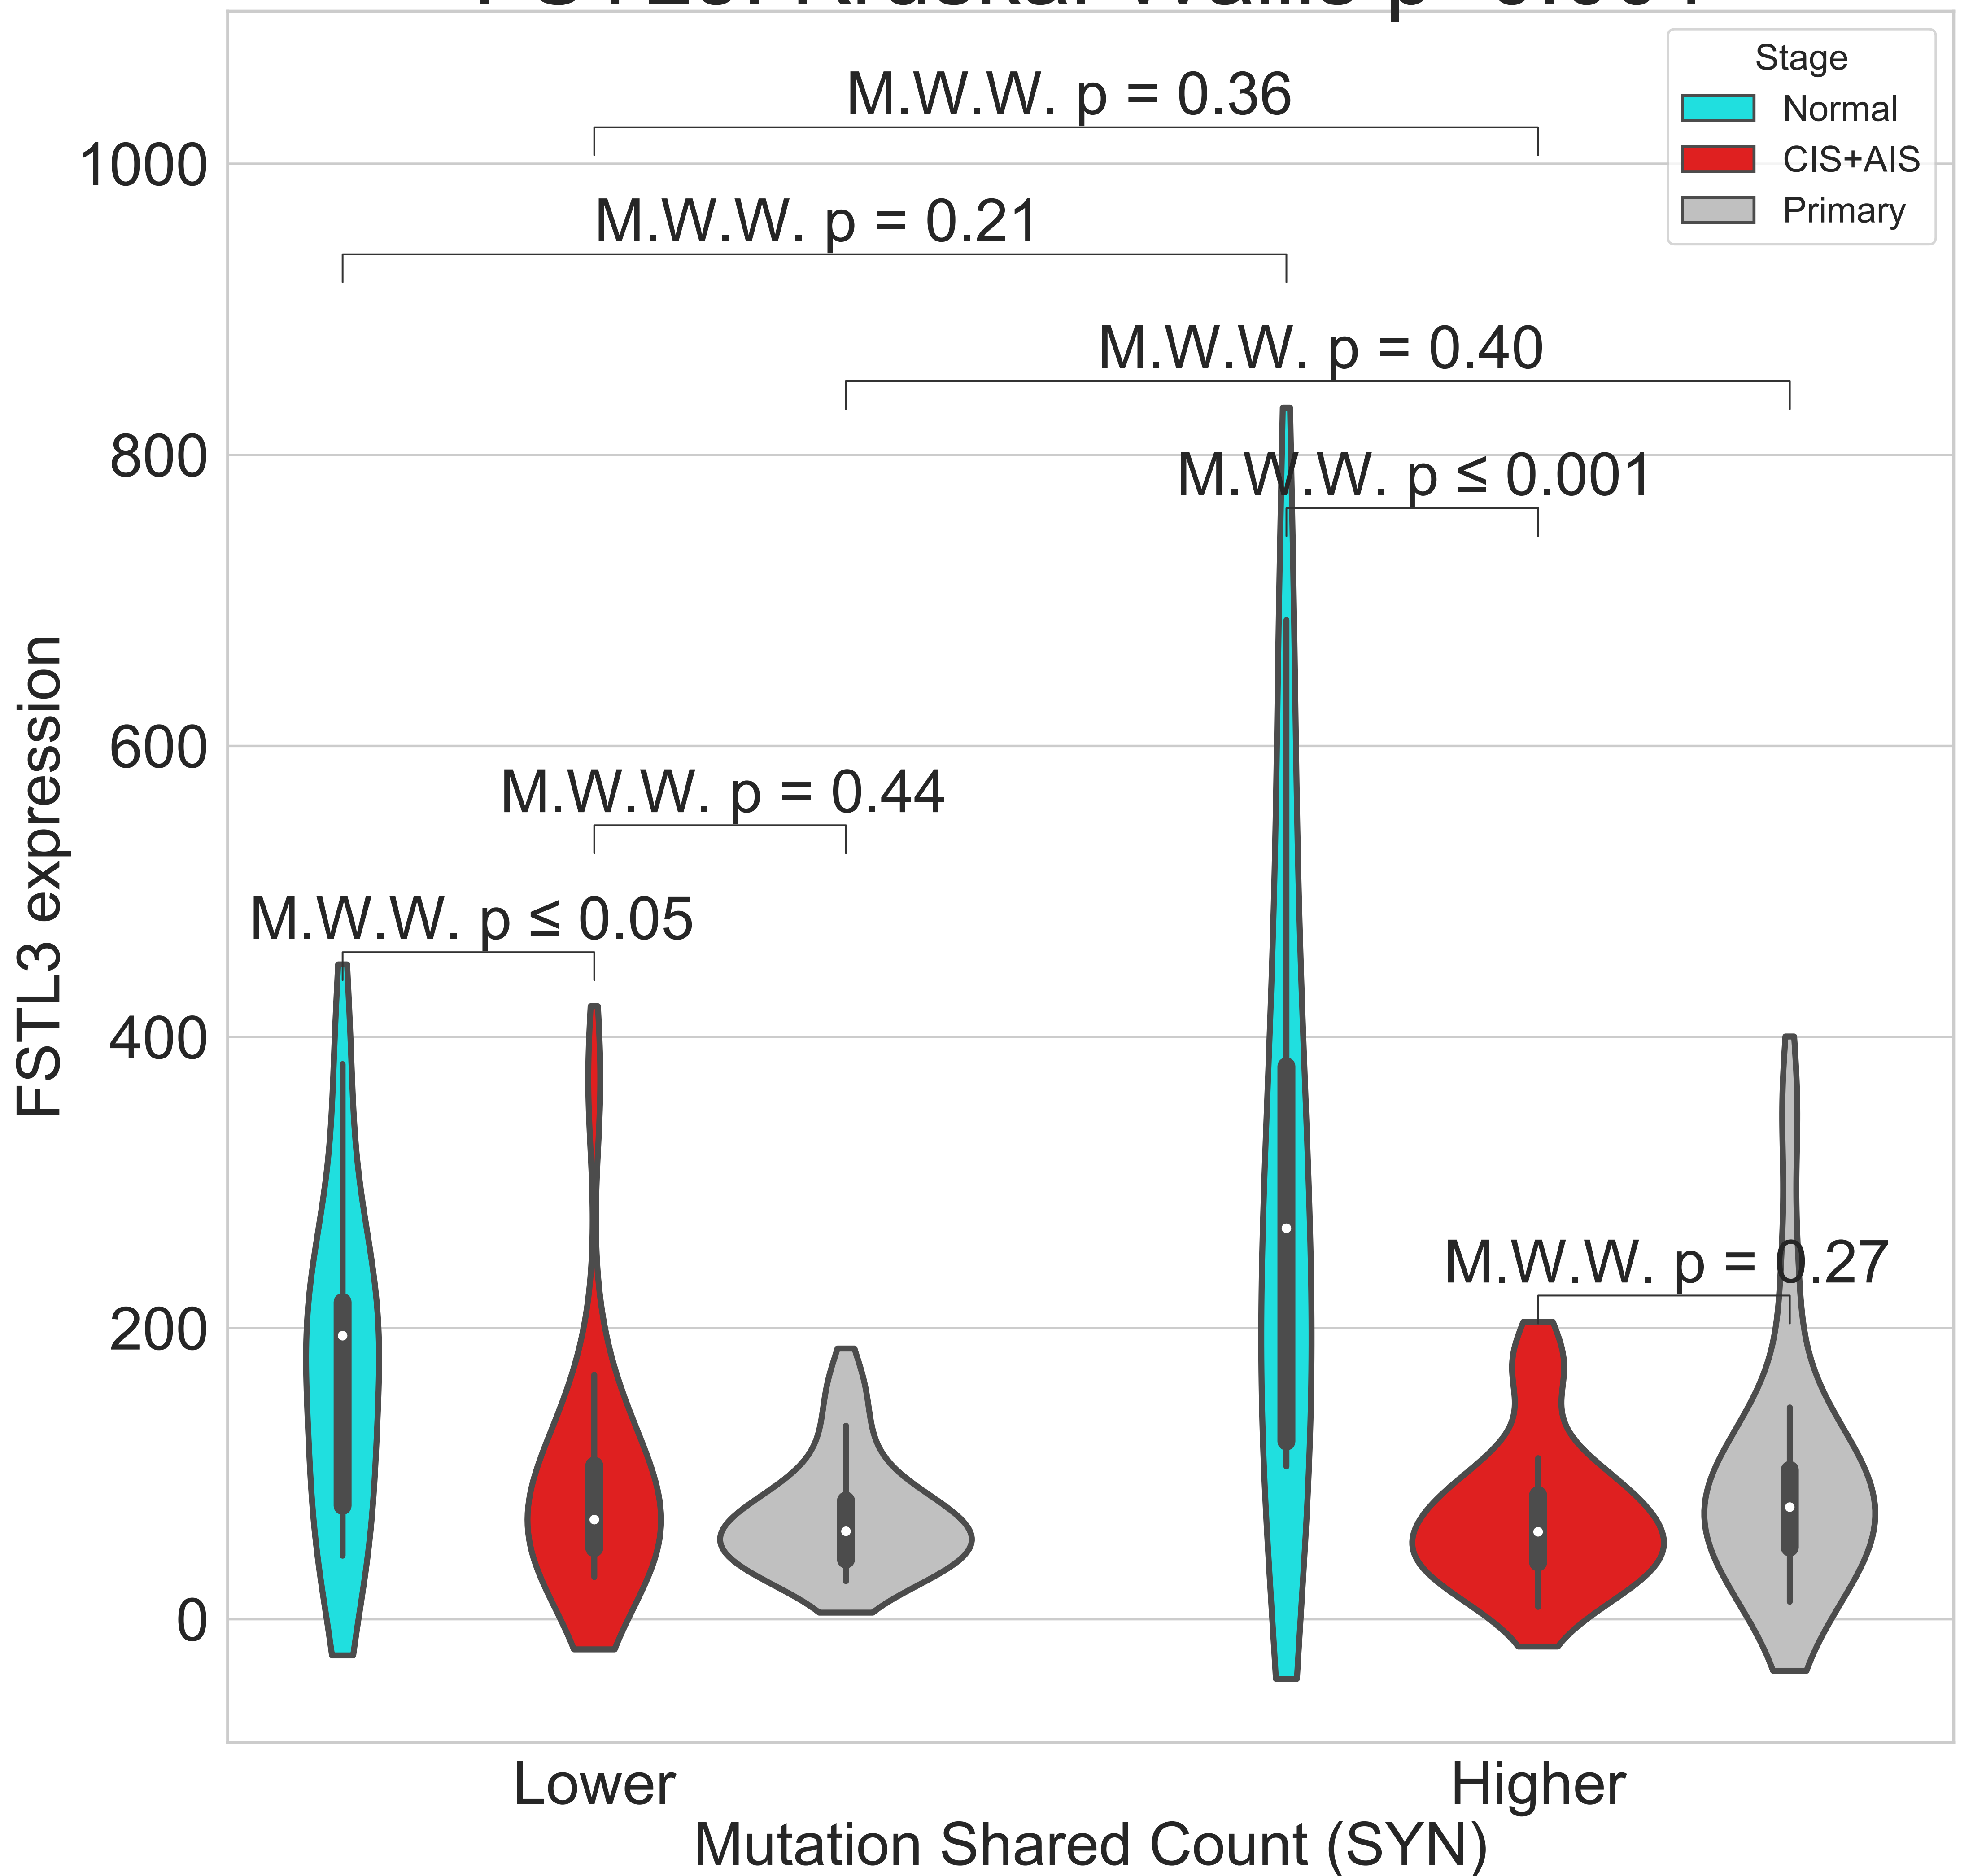 Stage
Normal
CIS+AIS
Primary
M.W.W. p = 0.36
M.W.W. p = 0.21
M.W.W. p = 0.40
M.W.W. p ≤ 0.001
M.W.W. p = 0.44
M.W.W. p ≤ 0.05
M.W.W. p = 0.27
1000
800
600
400
200
0
FSTL3 expression
Lower
Higher
Mutation Shared Count (SYN)